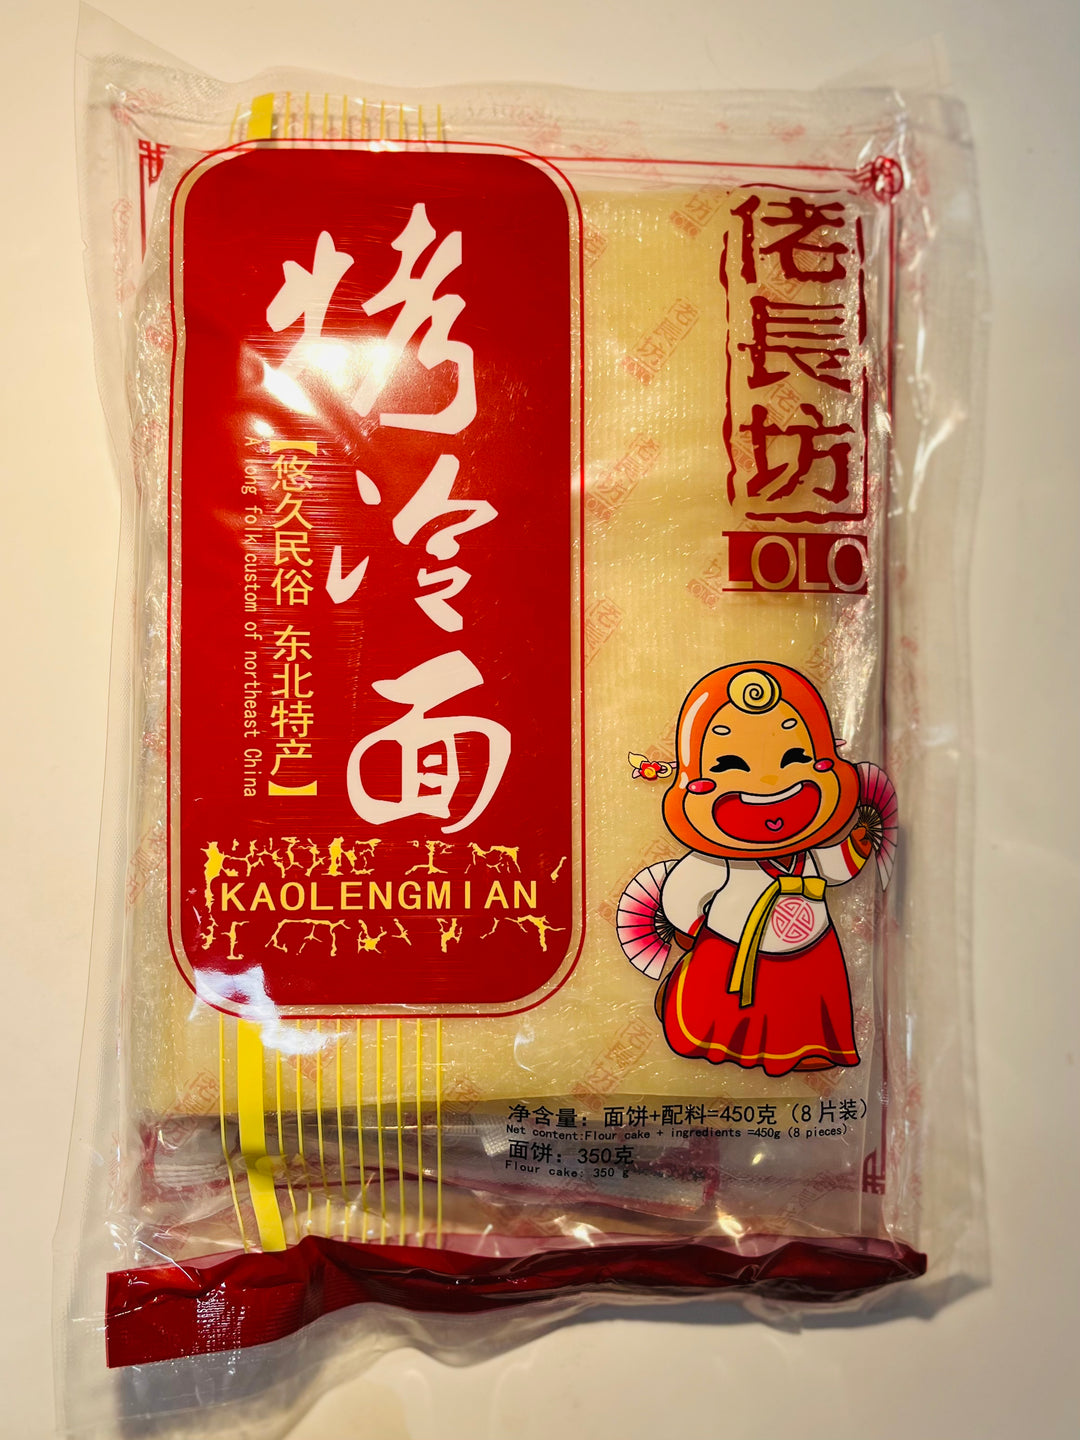 烤冷面
【悠久民俗 东北特产】
A long folk custom of northeast China
KAOLENGMIAN
佬長坊
LOLO
净含量：面饼+配料=450克（8片装）
Net content:Flour cake + ingredients =450g (8 pieces)
面饼：350克
Flour cake: 350 g